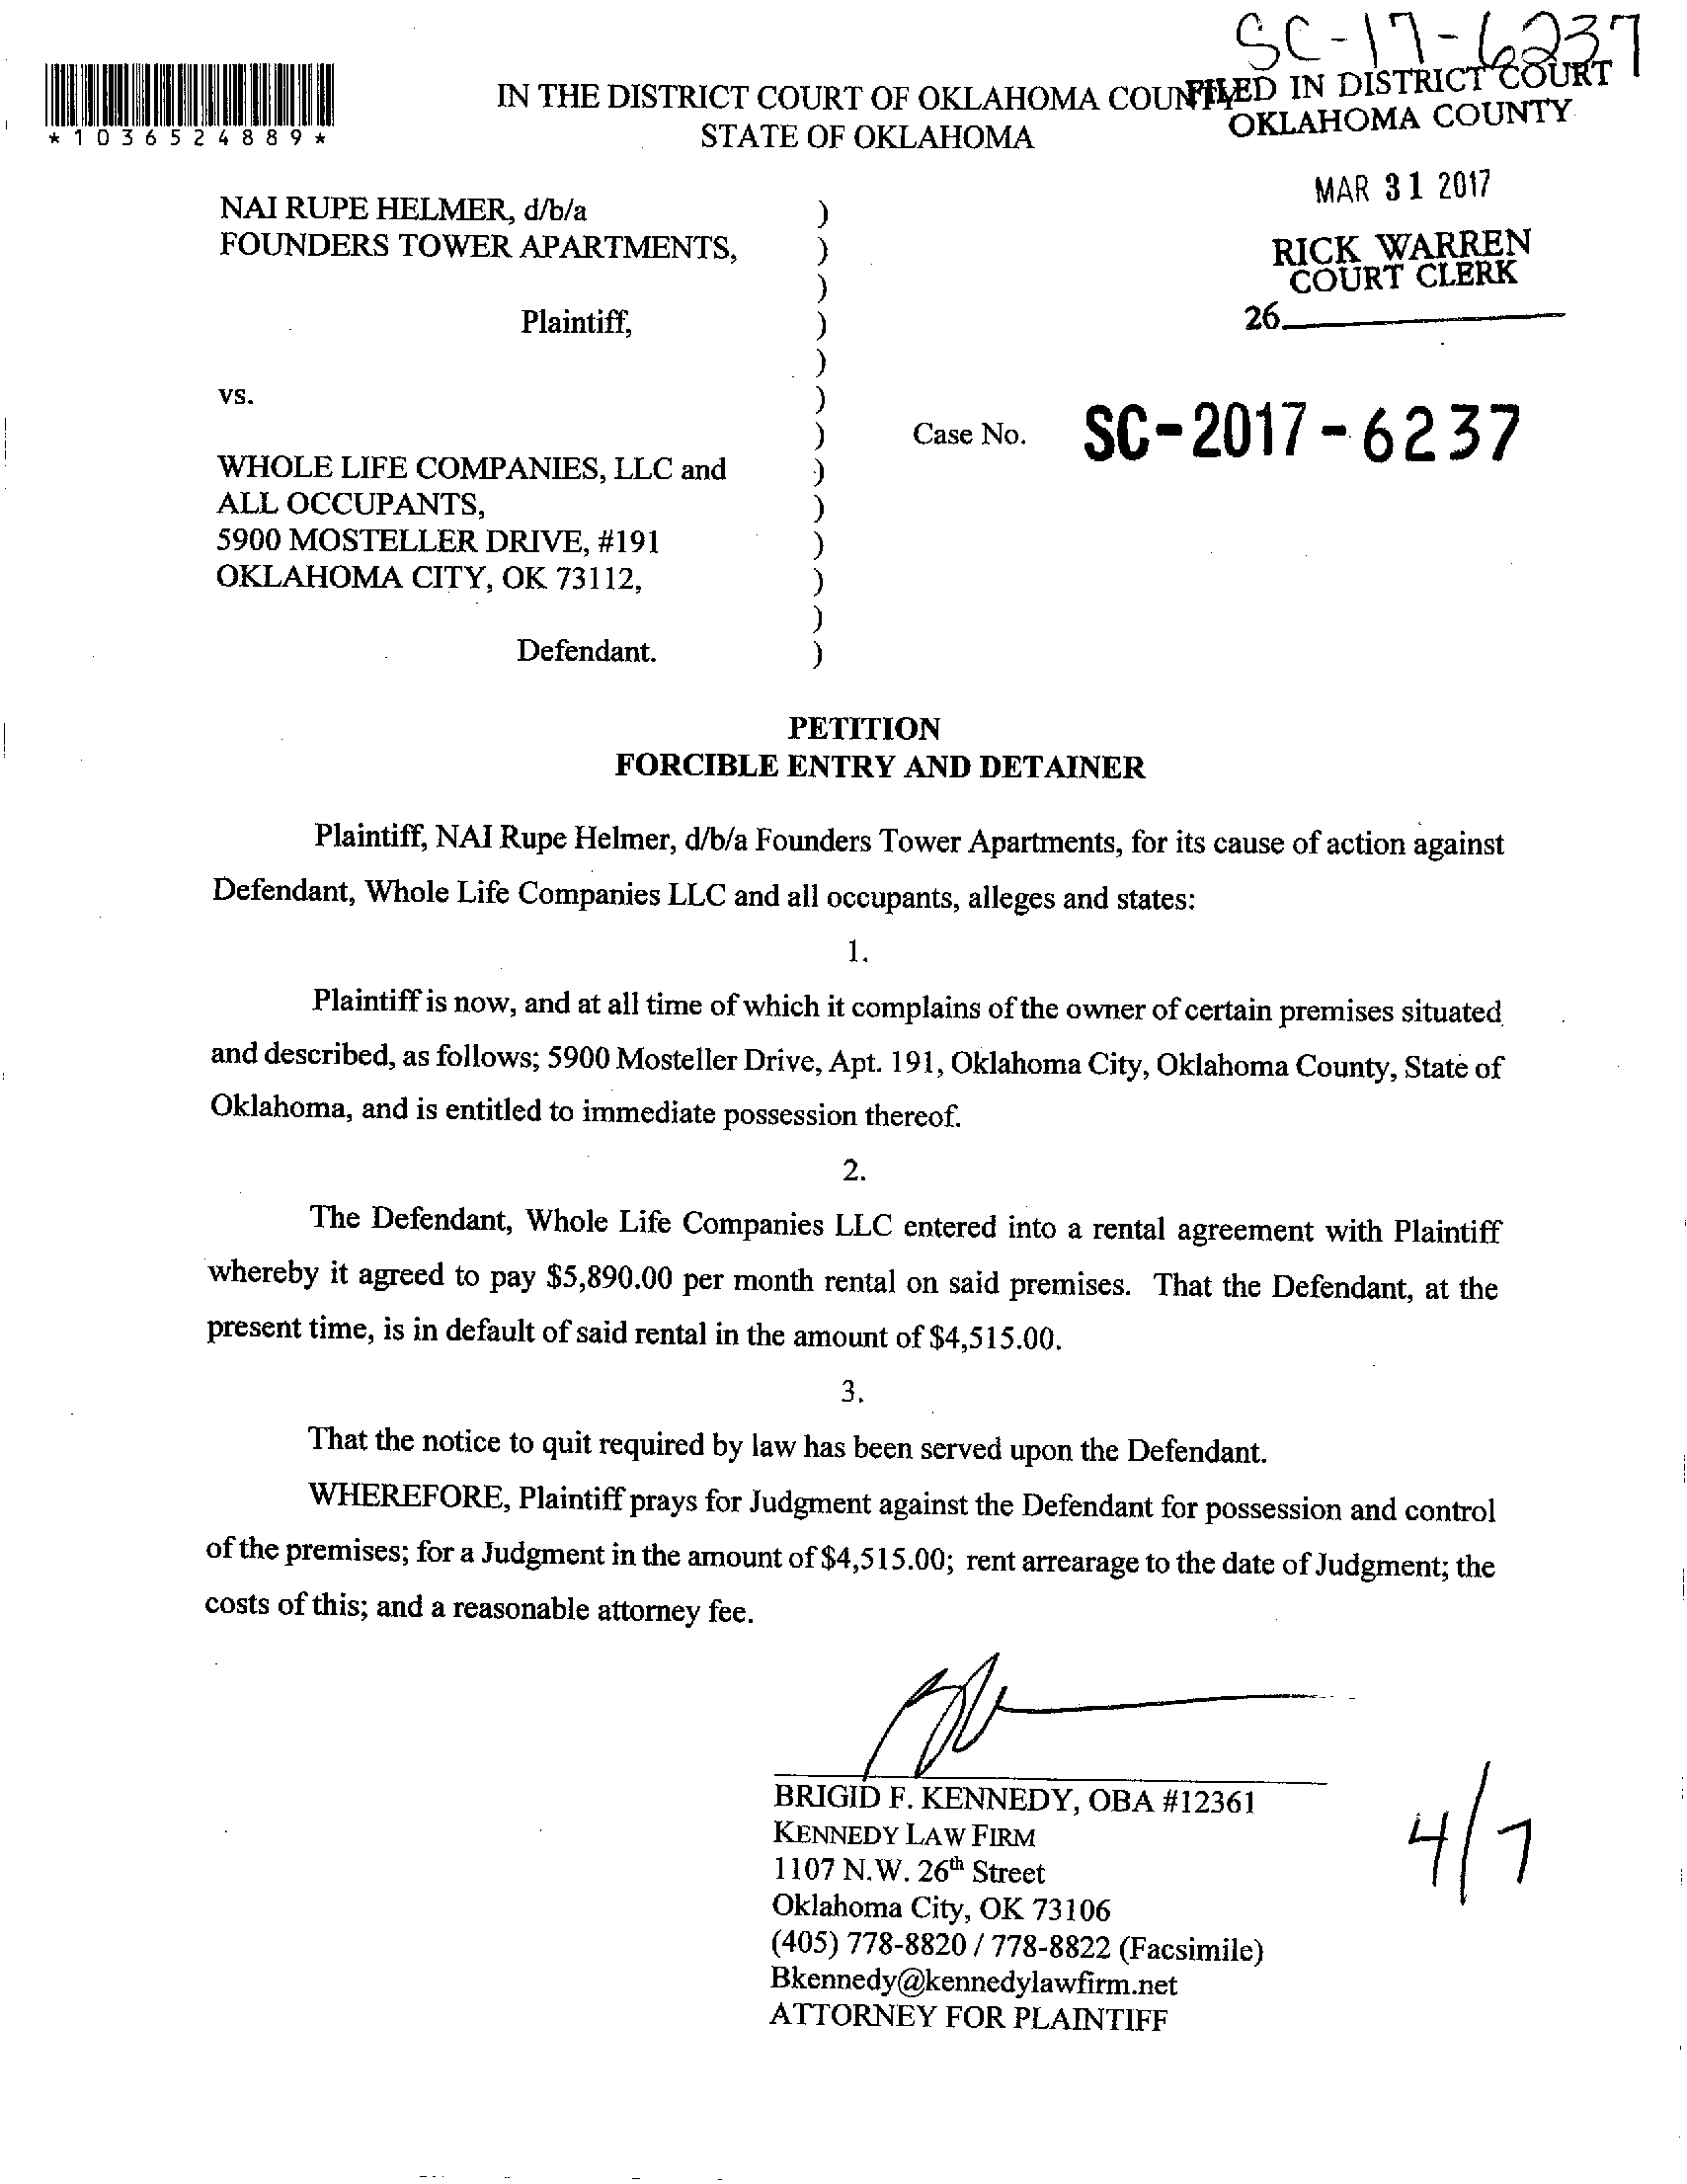 SC-17-6237
*1036524889*
IN THE DISTRICT COURT OF OKLAHOMA COUNTY
STATE OF OKLAHOMA
FILED IN DISTRICT COURT
OKLAHOMA COUNTY
MAR 31 2017
RICK WARREN
COURT CLERK
26
NAI RUPE HELMER, d/b/a )
FOUNDERS TOWER APARTMENTS, )
)
Plaintiff, )
)
vs. )
) Case No. SC-2017-6237
WHOLE LIFE COMPANIES, LLC and )
ALL OCCUPANTS, )
5900 MOSTELLER DRIVE, #191 )
OKLAHOMA CITY, OK 73112, )
)
Defendant. )
PETITION
FORCIBLE ENTRY AND DETAINER
Plaintiff, NAI Rupe Helmer, d/b/a Founders Tower Apartments, for its cause of action against
Defendant, Whole Life Companies LLC and all occupants, alleges and states:
1.
Plaintiff is now, and at all time of which it complains of the owner of certain premises situated
and described, as follows; 5900 Mosteller Drive, Apt. 191, Oklahoma City, Oklahoma County, State of
Oklahoma, and is entitled to immediate possession thereof.
2.
The Defendant, Whole Life Companies LLC entered into a rental agreement with Plaintiff
whereby it agreed to pay $5,890.00 per month rental on said premises. That the Defendant, at the
present time, is in default of said rental in the amount of $4,515.00.
3.
That the notice to quit required by law has been served upon the Defendant.
WHEREFORE, Plaintiff prays for Judgment against the Defendant for possession and control
of the premises; for a Judgment in the amount of $4,515.00; rent arrearage to the date of Judgment; the
costs of this; and a reasonable attorney fee.
BRIGID F. KENNEDY, OBA #12361
KENNEDY LAW FIRM
1107 N.W. 26th Street
Oklahoma City, OK 73106
(405) 778-8820 / 778-8822 (Facsimile)
Bkennedy@kennedylawfirm.net
ATTORNEY FOR PLAINTIFF
4/7